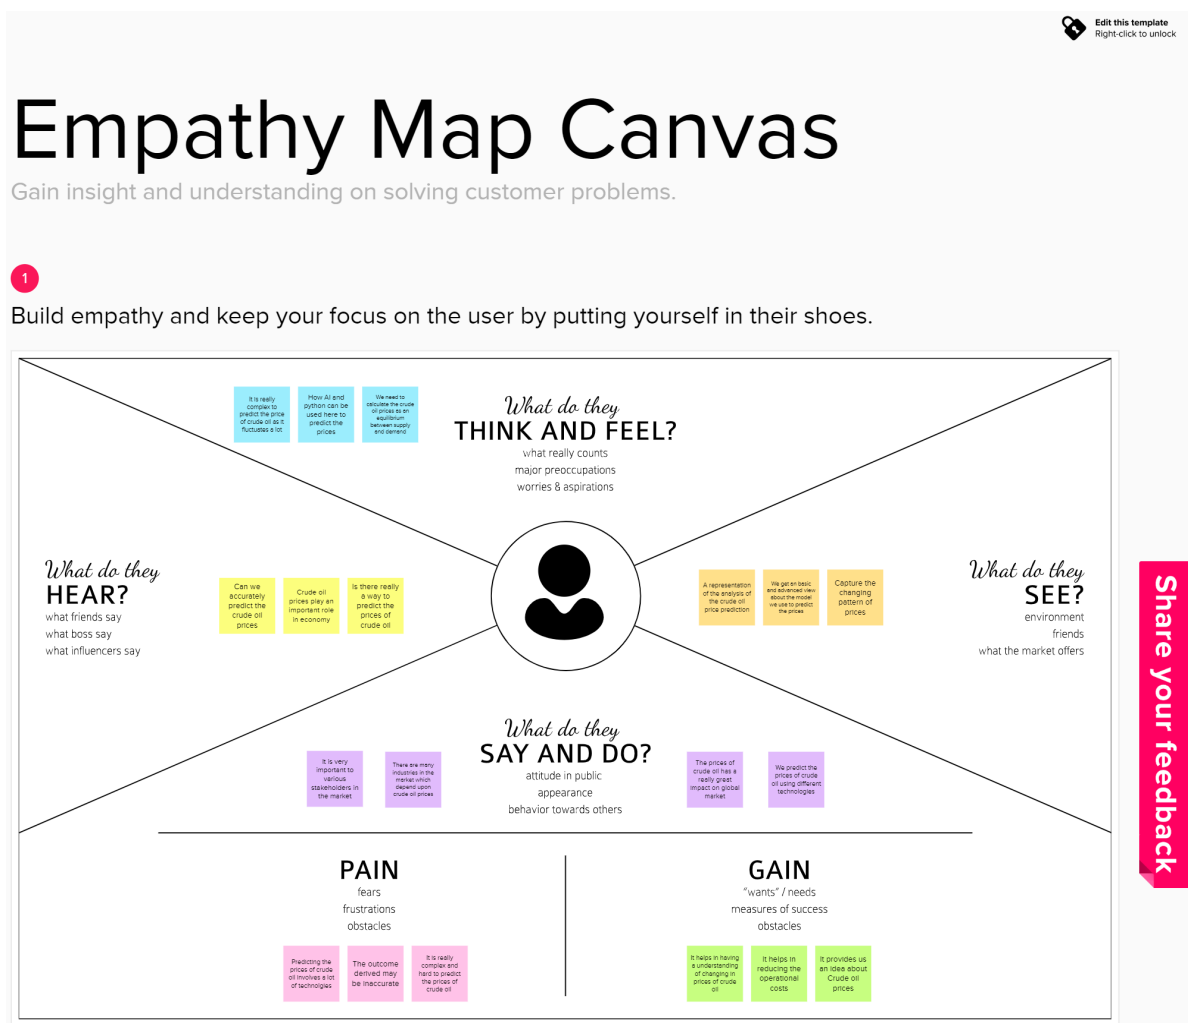 Edit this template
Right-click to unlock
Empathy Map Canvas
Gain insight and understanding on solving customer problems.
1
Build empathy and keep your focus on the user by putting yourself in their shoes.
It is really
complex to
predict the price
of crude oil as it
fluctuates a lot
How AI and
python can be
used here to
predict the
prices
We need to
calculate the crude
oil prices as an
equilibrium
between supply
and demand
What do they
THINK AND FEEL?
what really counts
major preoccupations
worries & aspirations
What do they
HEAR?
what friends say
what boss say
what influencers say
Can we
accurately
predict the
crude oil
prices
Crude oil
prices play an
important role
in economy
Is there really
a way to
predict the
prices of
crude oil
A representation
of the analysis of
the crude oil
price prediction
We get an basic
and advanced view
about the model
we use to predict
the prices
Capture the
changing
pattern of
prices
What do they
SEE?
environment
friends
what the market offers
Share your feedback
What do they
SAY AND DO?
attitude in public
appearance
behavior towards others
It is very
important to
various
stakeholders in
the market
There are many
industries in the
market which
depend upon
crude oil prices
The prices of
crude oil has a
really great
impact on global
market
We predict the
prices of crude
oil using different
technologies
PAIN
fears
frustrations
obstacles
Predicting the
prices of crude
oil involves a lot
of technolgies
The outcome
derived may
be inaccurate
It is really
complex and
hard to predict
the prices of
crude oil
GAIN
"wants" / needs
measures of success
obstacles
It helps in having
a understanding
of changing in
prices of crude
oil
It helps in
reducing the
operational
costs
It provides us
an idea about
Crude oil
prices